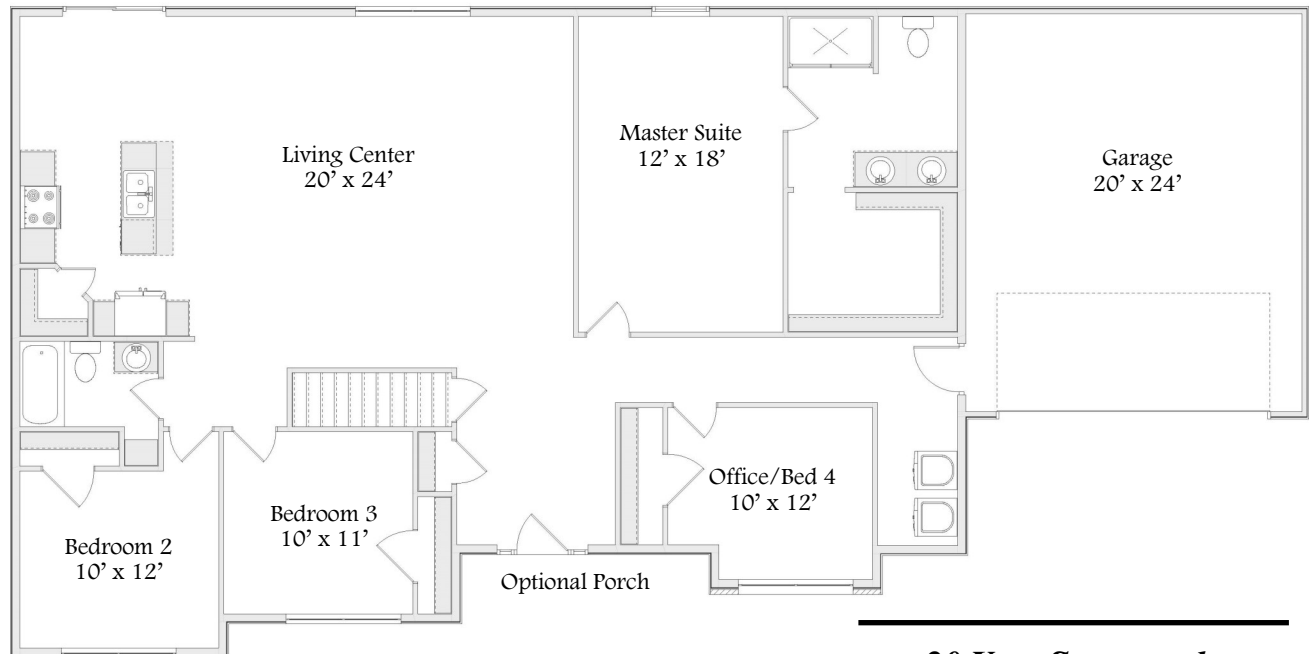 Living Center
20’ x 24’
Master Suite
12’ x 18’
Garage
20’ x 24’
Office/Bed 4
10’ x 12’
Bedroom 3
10’ x 11’
Bedroom 2
10’ x 12’
Optional Porch